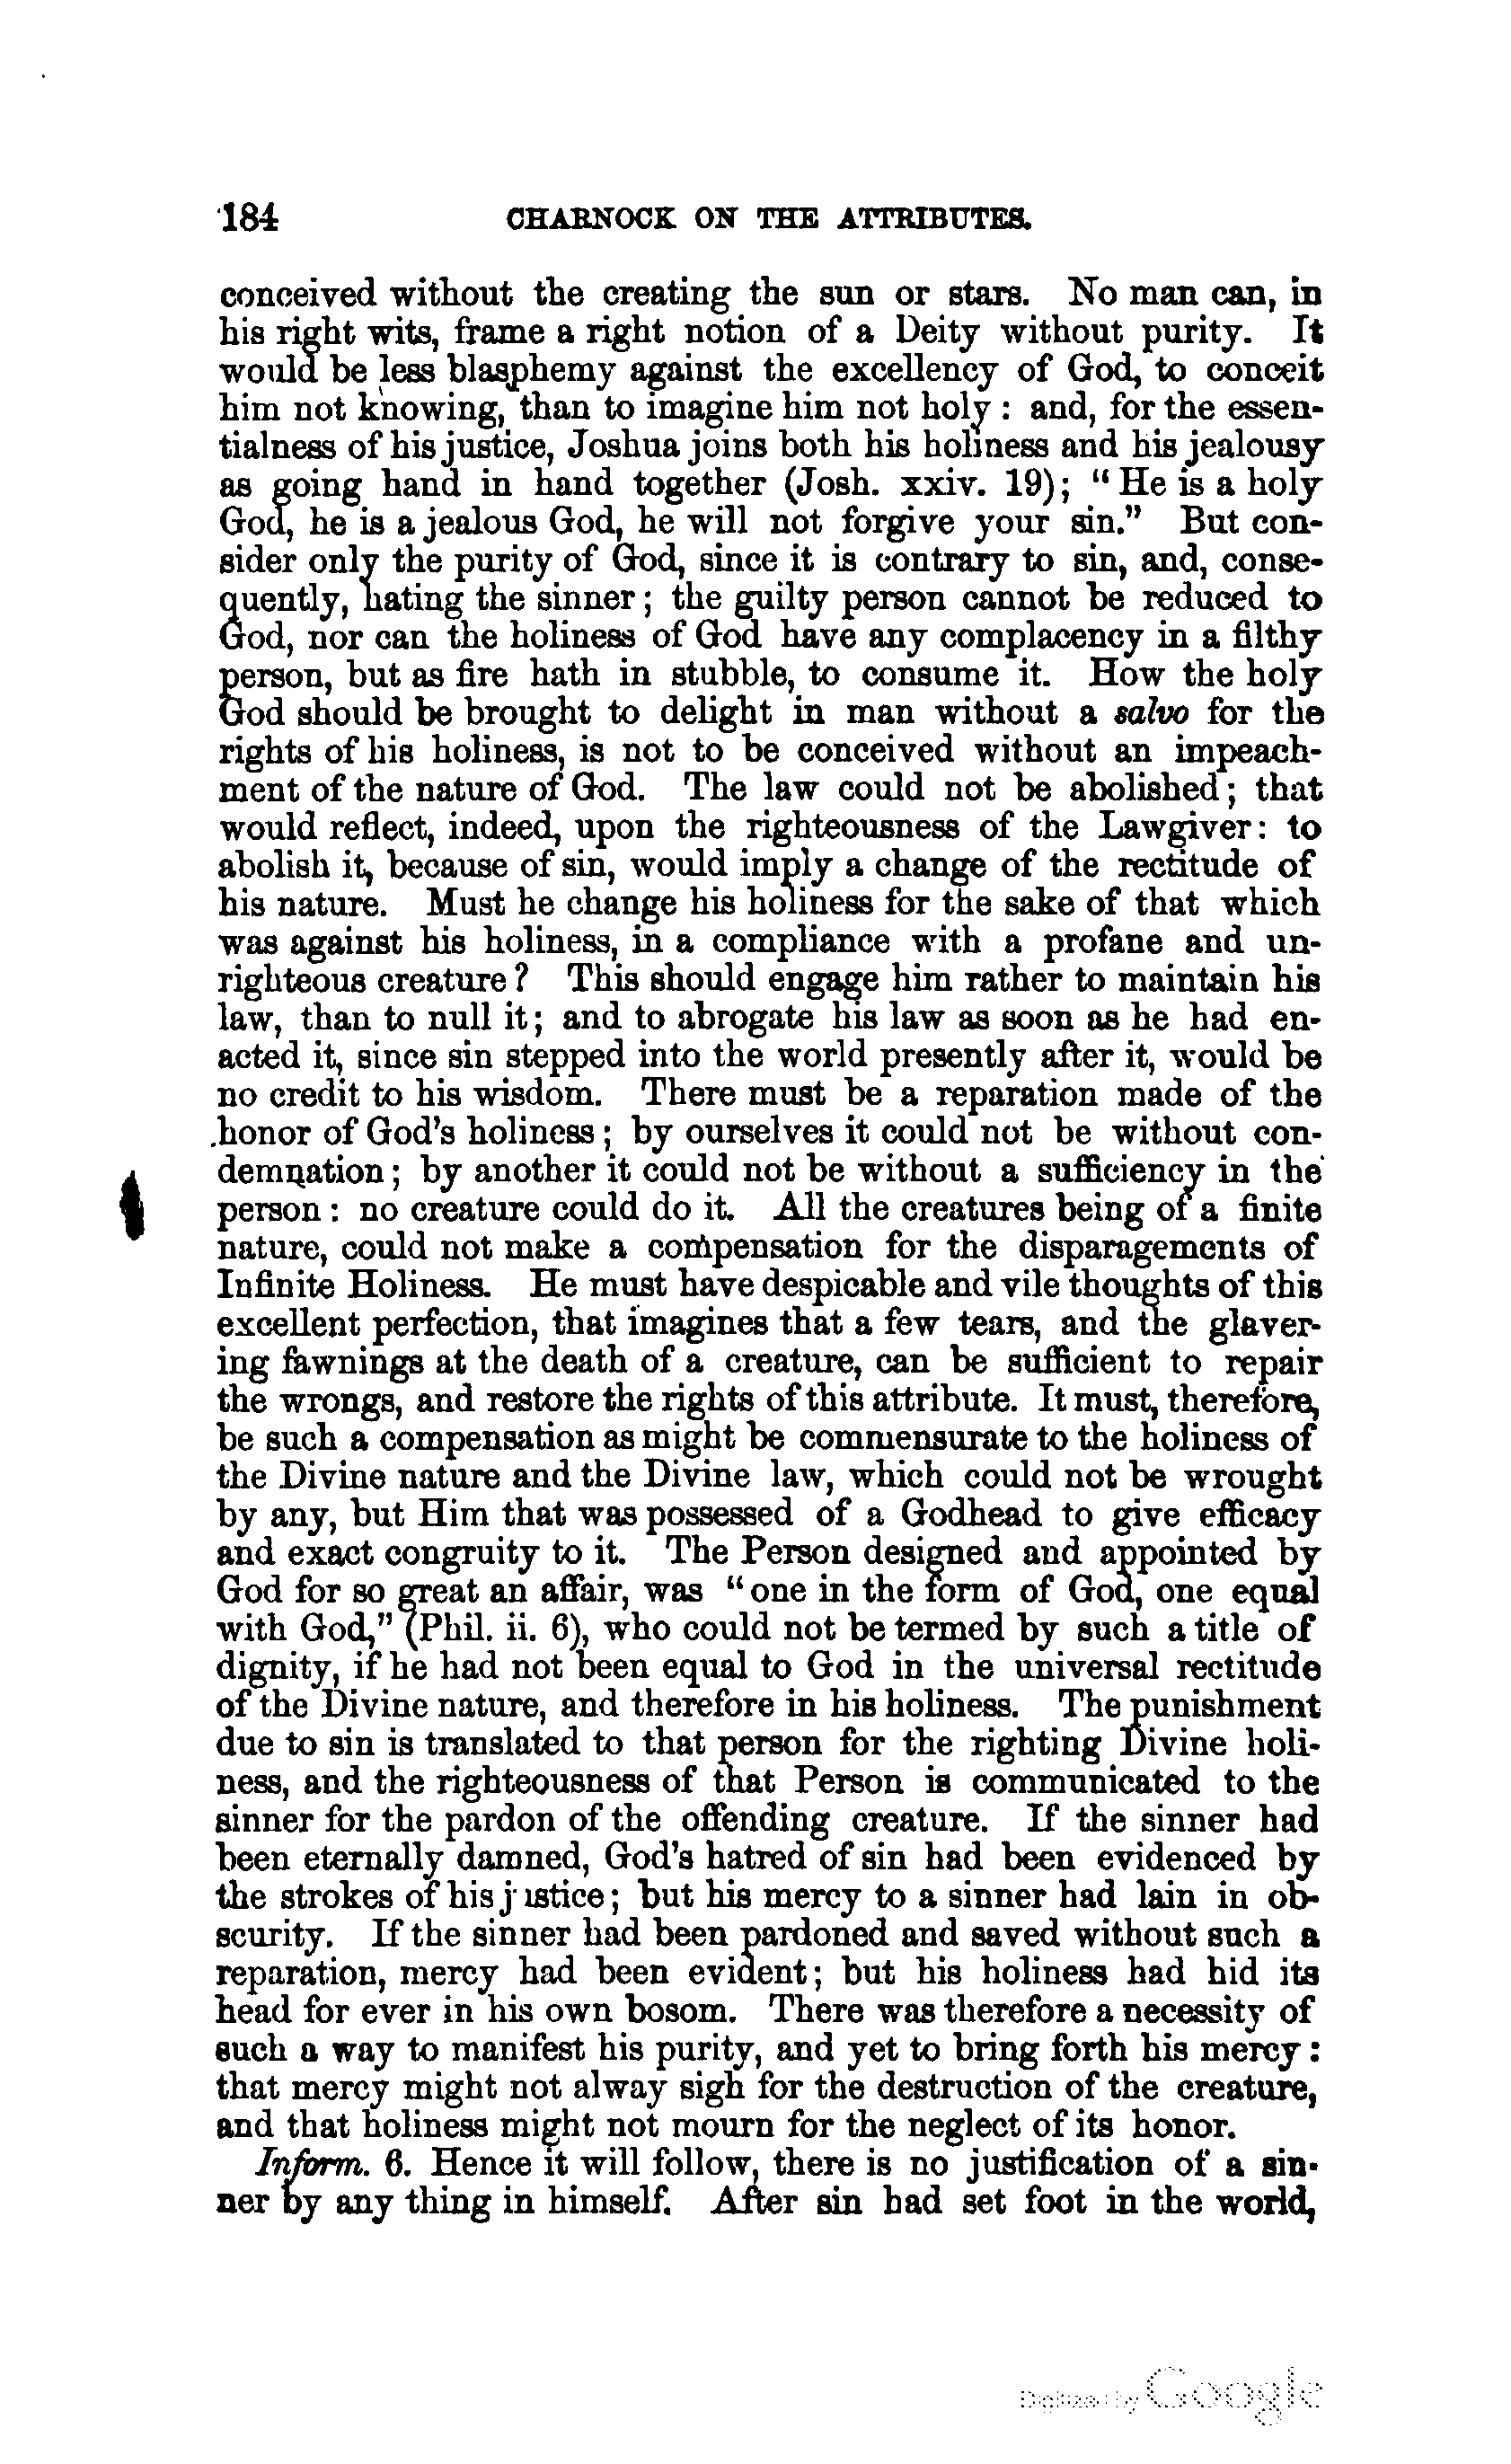 184 CHARNOCK ON THE ATTRIBUTES.
conceived without the creating the sun or stars. No man can, in
his right wits, frame a right notion of a Deity without purity. It
would be less blasphemy against the excellency of God, to conceit
him not knowing, than to imagine him not holy : and, for the essen-
tialness of his justice, Joshua joins both his holiness and his jealousy
as going hand in hand together (Josh. xxiv. 19); “ He is a holy
God, he is a jealous God, he will not forgive your sin.” But con-
sider only the purity of God, since it is contrary to sin, and, conse-
quently, hating the sinner ; the guilty person cannot be reduced to
God, nor can the holiness of God have any complacency in a filthy
person, but as fire hath in stubble, to consume it. How the holy
God should be brought to delight in man without a salvo for the
rights of his holiness, is not to be conceived without an impeach-
ment of the nature of God. The law could not be abolished ; that
would reflect, indeed, upon the righteousness of the Lawgiver : to
abolish it, because of sin, would imply a change of the rectitude of
his nature. Must he change his holiness for the sake of that which
was against his holiness, in a compliance with a profane and un-
righteous creature ? This should engage him rather to maintain his
law, than to null it ; and to abrogate his law as soon as he had en-
acted it, since sin stepped into the world presently after it, would be
no credit to his wisdom. There must be a reparation made of the
honor of God’s holiness ; by ourselves it could not be without con-
demnation ; by another it could not be without a sufficiency in the
person : no creature could do it. All the creatures being of a finite
nature, could not make a compensation for the disparagements of
Infinite Holiness. He must have despicable and vile thoughts of this
excellent perfection, that imagines that a few tears, and the glaver-
ing fawnings at the death of a creature, can be sufficient to repair
the wrongs, and restore the rights of this attribute. It must, therefore,
be such a compensation as might be commensurate to the holiness of
the Divine nature and the Divine law, which could not be wrought
by any, but Him that was possessed of a Godhead to give efficacy
and exact congruity to it. The Person designed and appointed by
God for so great an affair, was “ one in the form of God, one equal
with God,” (Phil. ii. 6), who could not be termed by such a title of
dignity, if he had not been equal to God in the universal rectitude
of the Divine nature, and therefore in his holiness. The punishment
due to sin is translated to that person for the righting Divine holi-
ness, and the righteousness of that Person is communicated to the
sinner for the pardon of the offending creature. If the sinner had
been eternally damned, God’s hatred of sin had been evidenced by
the strokes of his justice ; but his mercy to a sinner had lain in ob-
scurity. If the sinner had been pardoned and saved without such a
reparation, mercy had been evident ; but his holiness had hid its
head for ever in his own bosom. There was therefore a necessity of
such a way to manifest his purity, and yet to bring forth his mercy :
that mercy might not alway sigh for the destruction of the creature,
and that holiness might not mourn for the neglect of its honor.
Inform. 6. Hence it will follow, there is no justification of a sin-
ner by any thing in himself. After sin had set foot in the world,
Digitized by Google